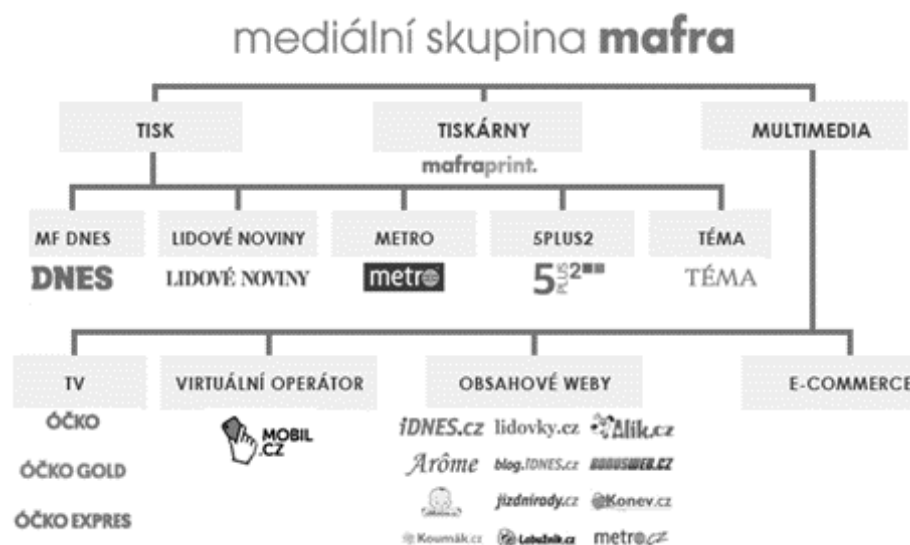 mediální skupina mafra
TISK TISKÁRNY MULTIMEDIA
mafraprint.
MF DNES LIDOVÉ NOVINY METRO 5PLUS2 TÉMA
DNES LIDOVÉ NOVINY metro 5 PLUS 2 TÉMA
TV VIRTUÁLNÍ OPERÁTOR OBSAHOVÉ WEBY E-COMMERCE
ÓČKO MOBIL.CZ iDNES.cz lidovky.cz Alík.cz
ÓČKO GOLD Arôme blog.iDNES.cz BONUSWEB.CZ
jizdnirady.cz Konev.cz
ÓČKO EXPRES Koumák.cz Labužník.cz metro.cz